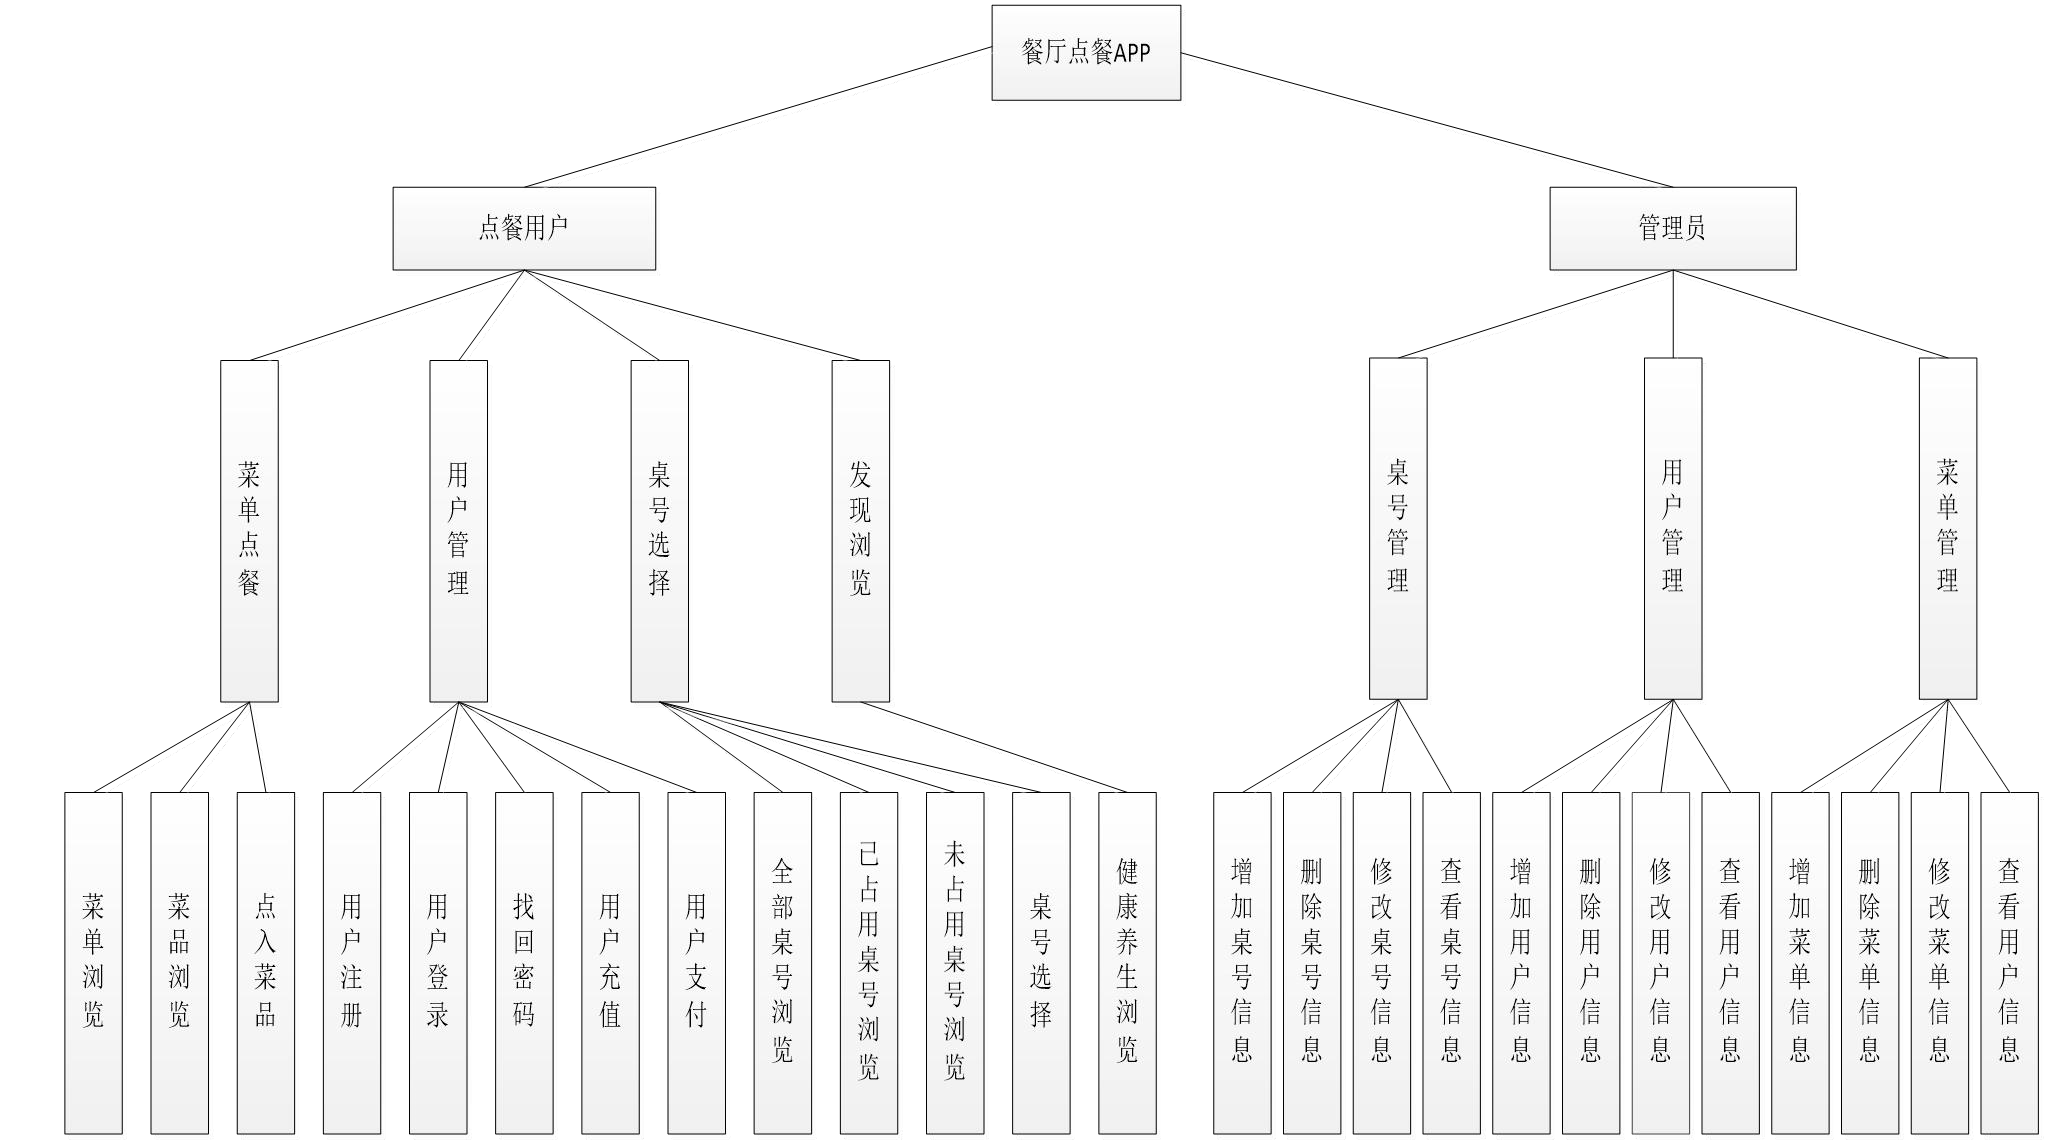 餐厅点餐APP
点餐用户
管理员
菜单点餐
用户管理
桌号选择
发现浏览
桌号管理
用户管理
菜单管理
菜单浏览
菜品浏览
点入菜品
用户注册
用户登录
找回密码
用户充值
用户支付
全部桌号浏览
已占用桌号浏览
未占用桌号浏览
桌号选择
健康养生浏览
增加桌号信息
删除桌号信息
修改桌号信息
查看桌号信息
增加用户信息
删除用户信息
修改用户信息
查看用户信息
增加菜单信息
删除菜单信息
修改菜单信息
查看用户信息